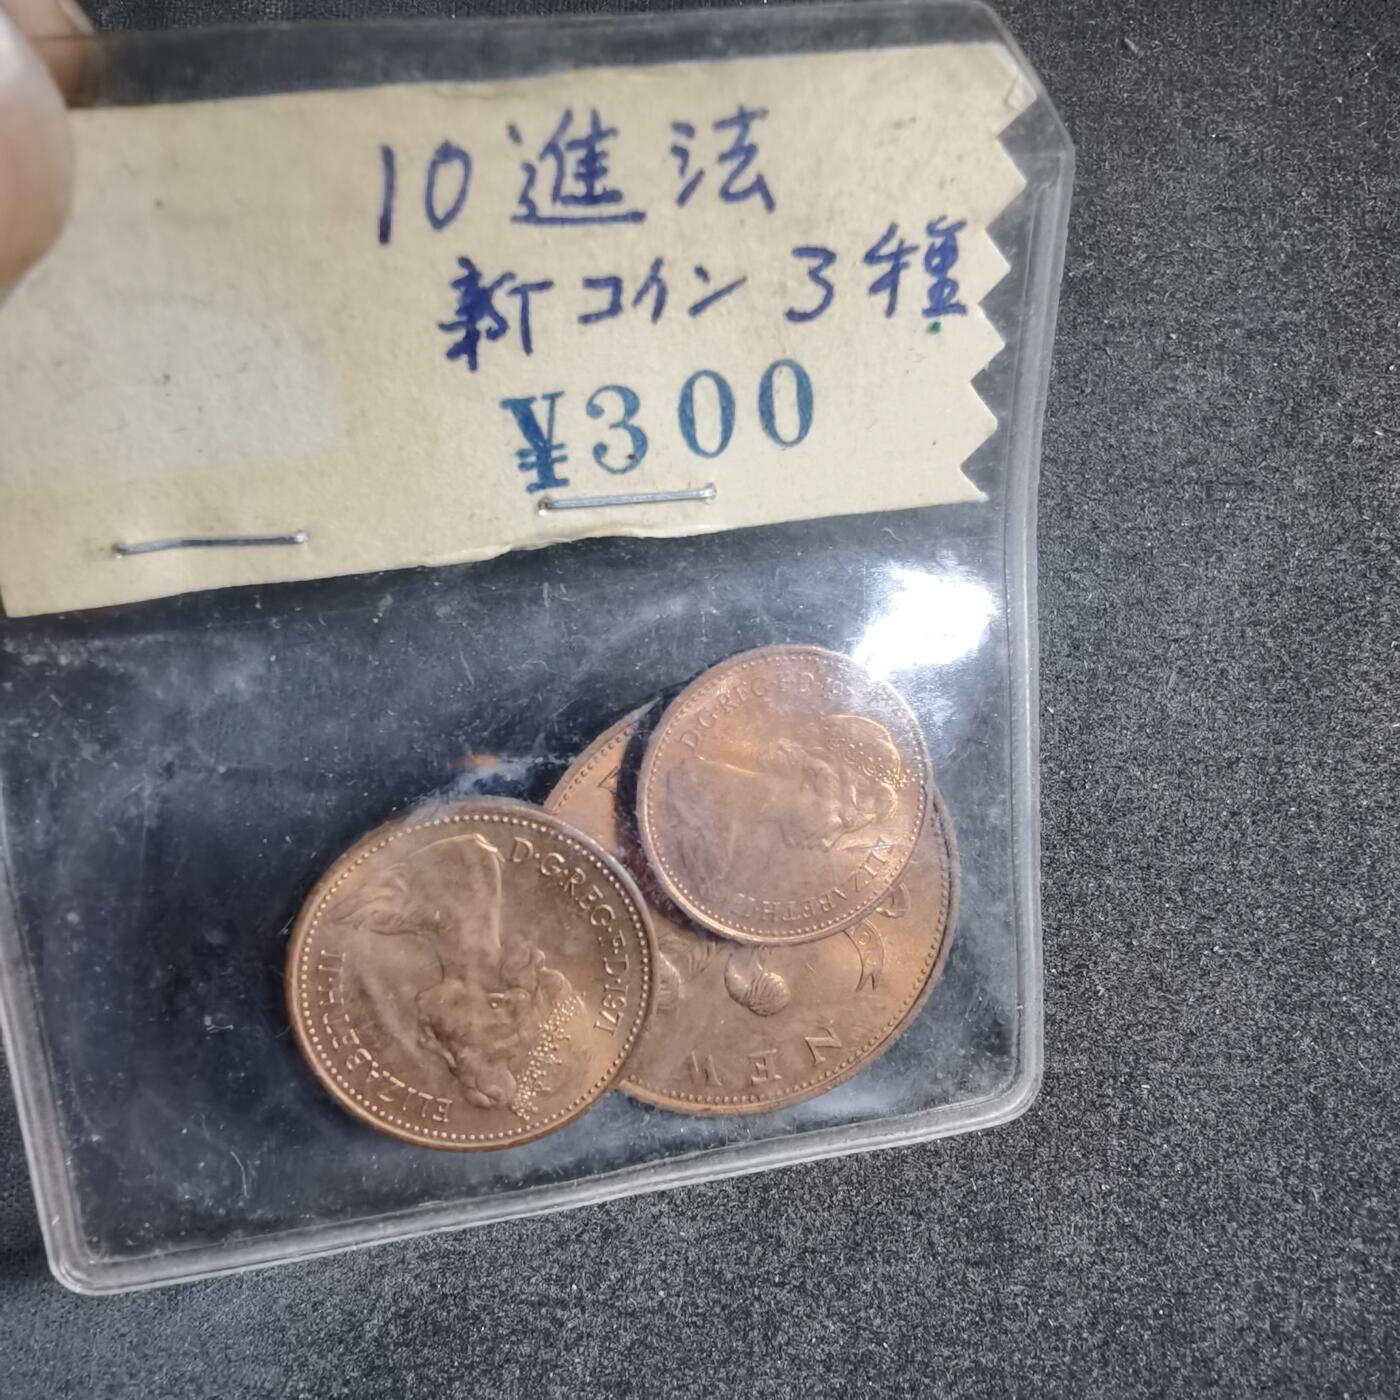 10進法
新コイン3種
¥300
D·G·REG·F·D·1971
ELIZABETH·II
D·G·REG·F·D·19
ELIZABETH·II
NEW